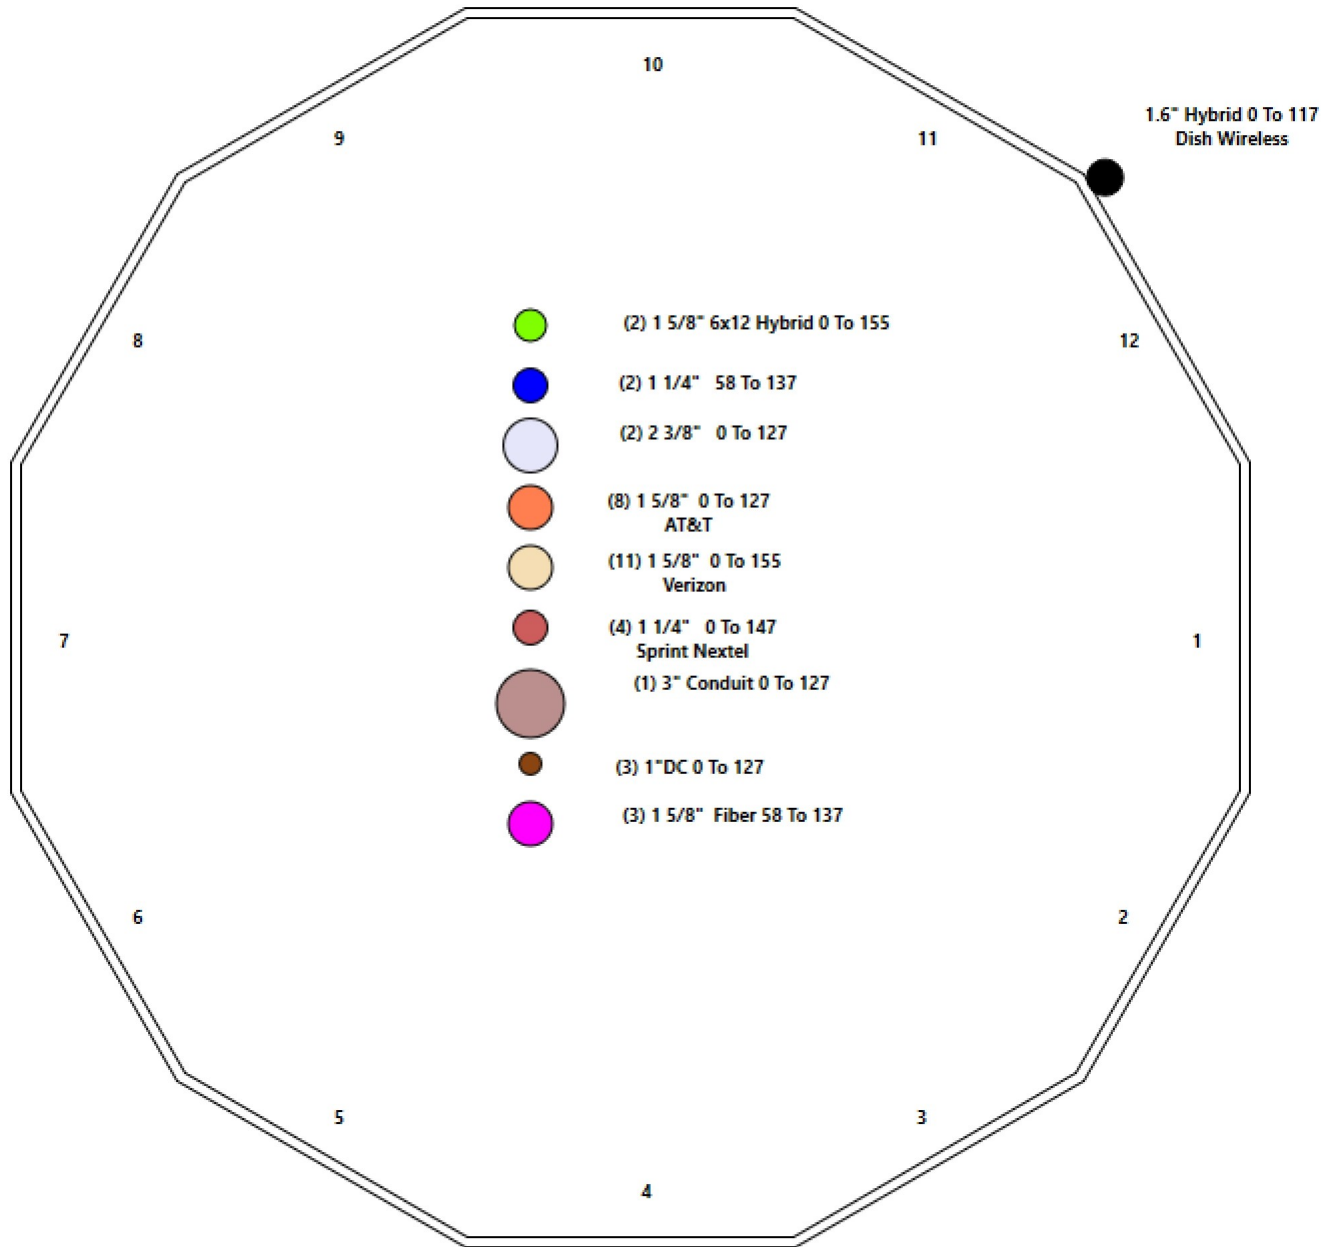 10
9
11
1.6" Hybrid 0 To 117
Dish Wireless
8
12
(2) 1 5/8" 6x12 Hybrid 0 To 155
(2) 1 1/4" 58 To 137
(2) 2 3/8" 0 To 127
(8) 1 5/8" 0 To 127
AT&T
(11) 1 5/8" 0 To 155
Verizon
(4) 1 1/4" 0 To 147
Sprint Nextel
(1) 3" Conduit 0 To 127
(3) 1"DC 0 To 127
(3) 1 5/8" Fiber 58 To 137
7
1
6
2
5
3
4